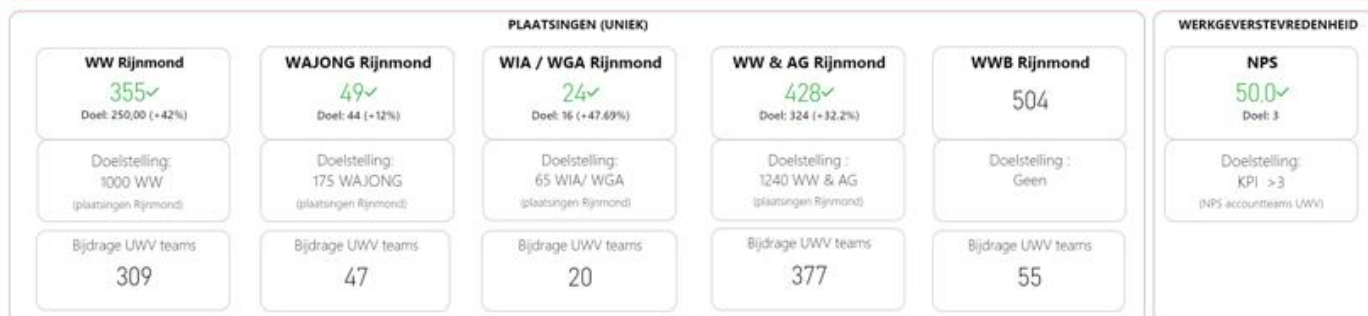 PLAATSINGEN (UNIEK)
WW Rijnmond
355✓
Doel: 250,00 (+42%)
Doelstelling:
1000 WW
(plaatsingen Rijnmond)
Bijdrage UWV teams
309
WAJONG Rijnmond
49✓
Doel: 44 (+12%)
Doelstelling:
175 WAJONG
(plaatsingen Rijnmond)
Bijdrage UWV teams
47
WIA / WGA Rijnmond
24✓
Doel: 16 (+47.69%)
Doelstelling:
65 WIA/ WGA
(plaatsingen Rijnmond)
Bijdrage UWV teams
20
WW & AG Rijnmond
428✓
Doel: 324 (+32.2%)
Doelstelling :
1240 WW & AG
(plaatsingen Rijnmond)
Bijdrage UWV teams
377
WWB Rijnmond
504
Doelstelling :
Geen
Bijdrage UWV teams
55
WERKGEVERSTEVREDENHEID
NPS
50,0✓
Doel: 3
Doelstelling:
KPI >3
(NPS accountteams UWV)